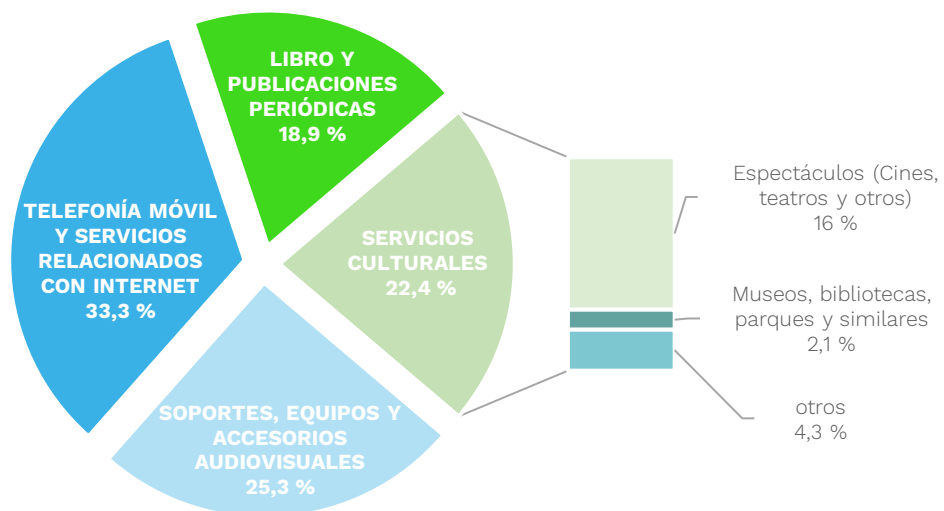 LIBRO Y
PUBLICACIONES
PERIÓDICAS
18,9 %
TELEFONÍA MÓVIL
Y SERVICIOS
RELACIONADOS
CON INTERNET
33,3 %
SERVICIOS
CULTURALES
22,4 %
SOPORTES, EQUIPOS Y
ACCESORIOS
AUDIOVISUALES
25,3 %
Espectáculos (Cines,
teatros y otros)
16 %
Museos, bibliotecas,
parques y similares
2,1 %
otros
4,3 %